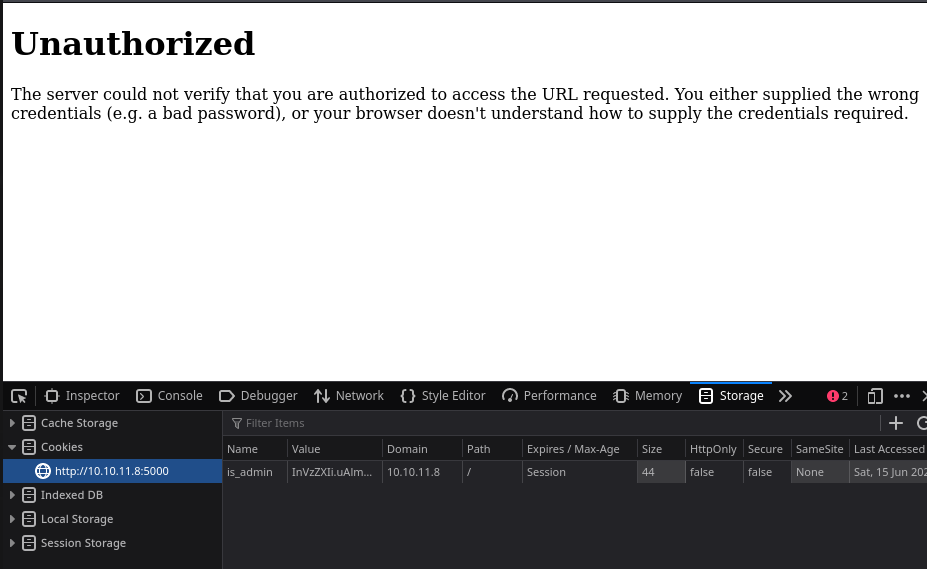 Unauthorized
The server could not verify that you are authorized to access the URL requested. You either supplied the wrong
credentials (e.g. a bad password), or your browser doesn't understand how to supply the credentials required.
Inspector Console Debugger Network Style Editor Performance Memory Storage 2
Cache Storage
Filter Items
Cookies
Name Value Domain Path Expires / Max-Age Size HttpOnly Secure SameSite Last Accessed
http://10.10.11.8:5000
is_admin InVzZXIi.uAlm... 10.10.11.8 / Session 44 false false None Sat, 15 Jun 202
Indexed DB
Local Storage
Session Storage